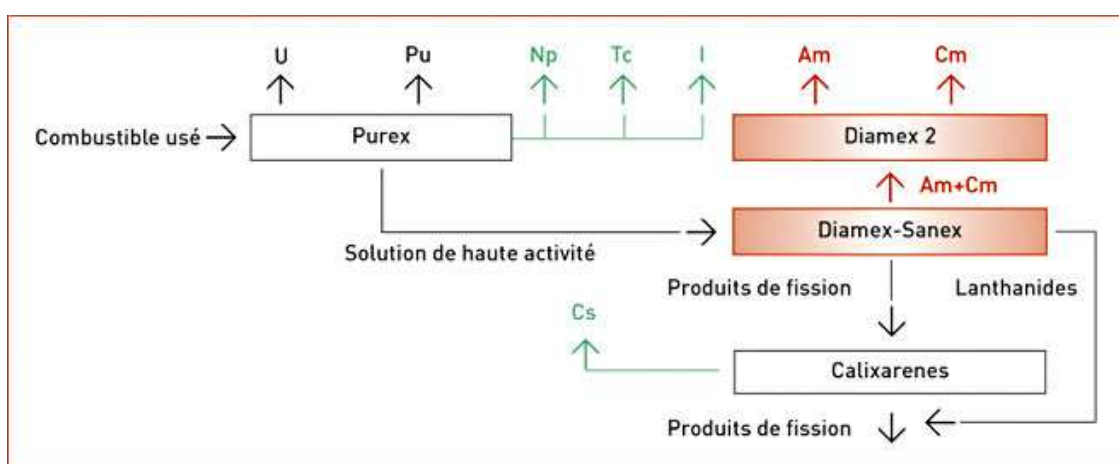 U Pu Np Tc I Am Cm
Combustible usé Purex Diamex 2
Am+Cm
Diamex-Sanex
Solution de haute activité
Produits de fission Lanthanides
Cs
Calixarenes
Produits de fission